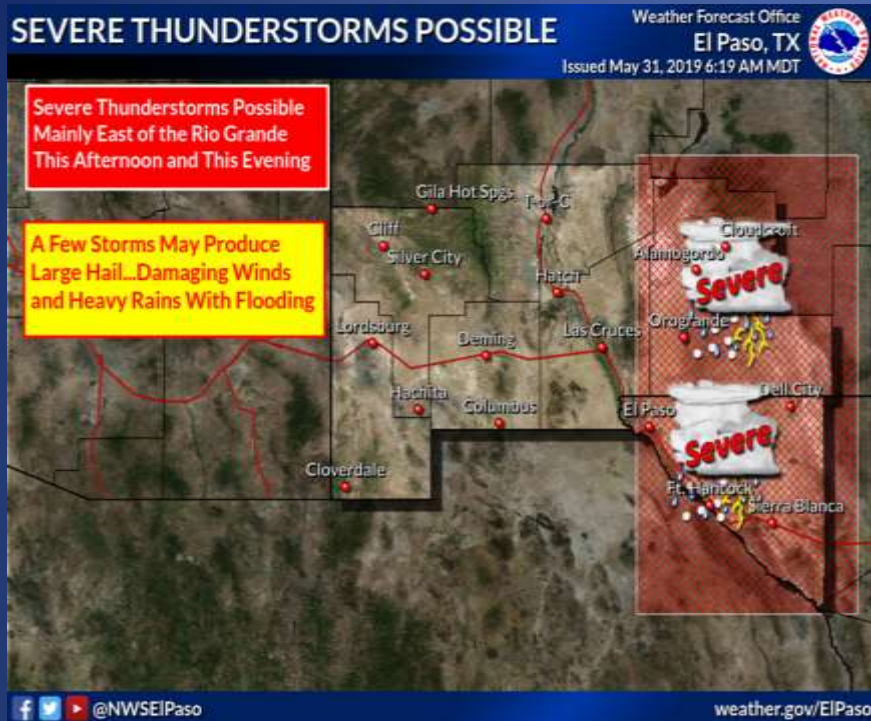 SEVERE THUNDERSTORMS POSSIBLE
Weather Forecast Office
El Paso, TX
Issued May 31, 2019 6:19 AM MDT
Severe Thunderstorms Possible
Mainly East of the Rio Grande
This Afternoon and This Evening
A Few Storms May Produce
Large Hail...Damaging Winds
and Heavy Rains With Flooding
Gila Hot Spgs
T-or-C
Cliff
Cloudcroft
Silver City
Alamogordo
Severe
Hatch
Lordsburg
Deming
Las Cruces
Orogrande
Hachita
Columbus
El Paso
Dell City
Severe
Cloverdale
Ft. Hancock
Sierra Blanca
@NWSElPaso
weather.gov/ElPaso